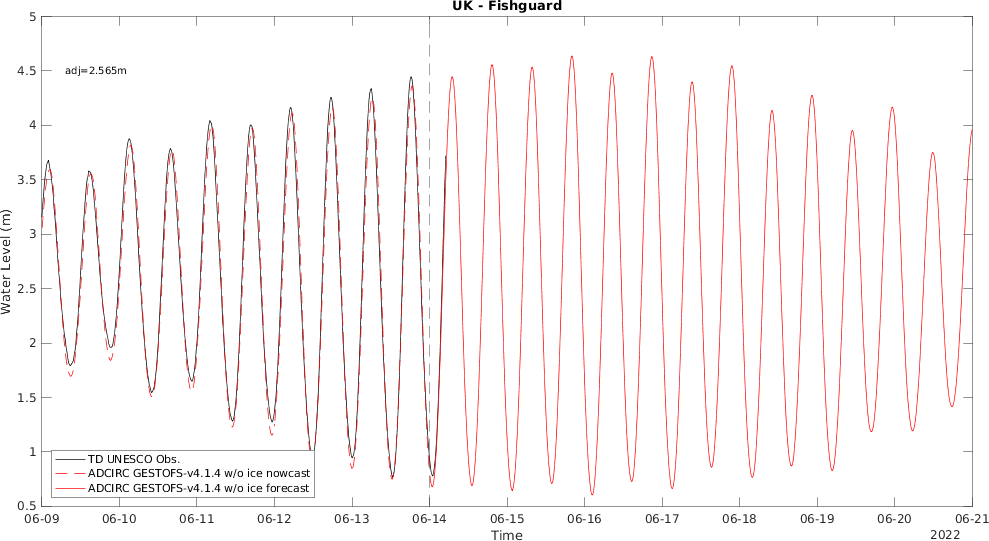 UK - Fishguard
5
4.5
adj=2.565m
4
3.5
3
2.5
2
1.5
1
0.5
Water Level (m)
TD UNESCO Obs.
ADCIRC GESTOFS-v4.1.4 w/o ice nowcast
ADCIRC GESTOFS-v4.1.4 w/o ice forecast
06-09 06-10 06-11 06-12 06-13 06-14 06-15 06-16 06-17 06-18 06-19 06-20 06-21
Time
2022